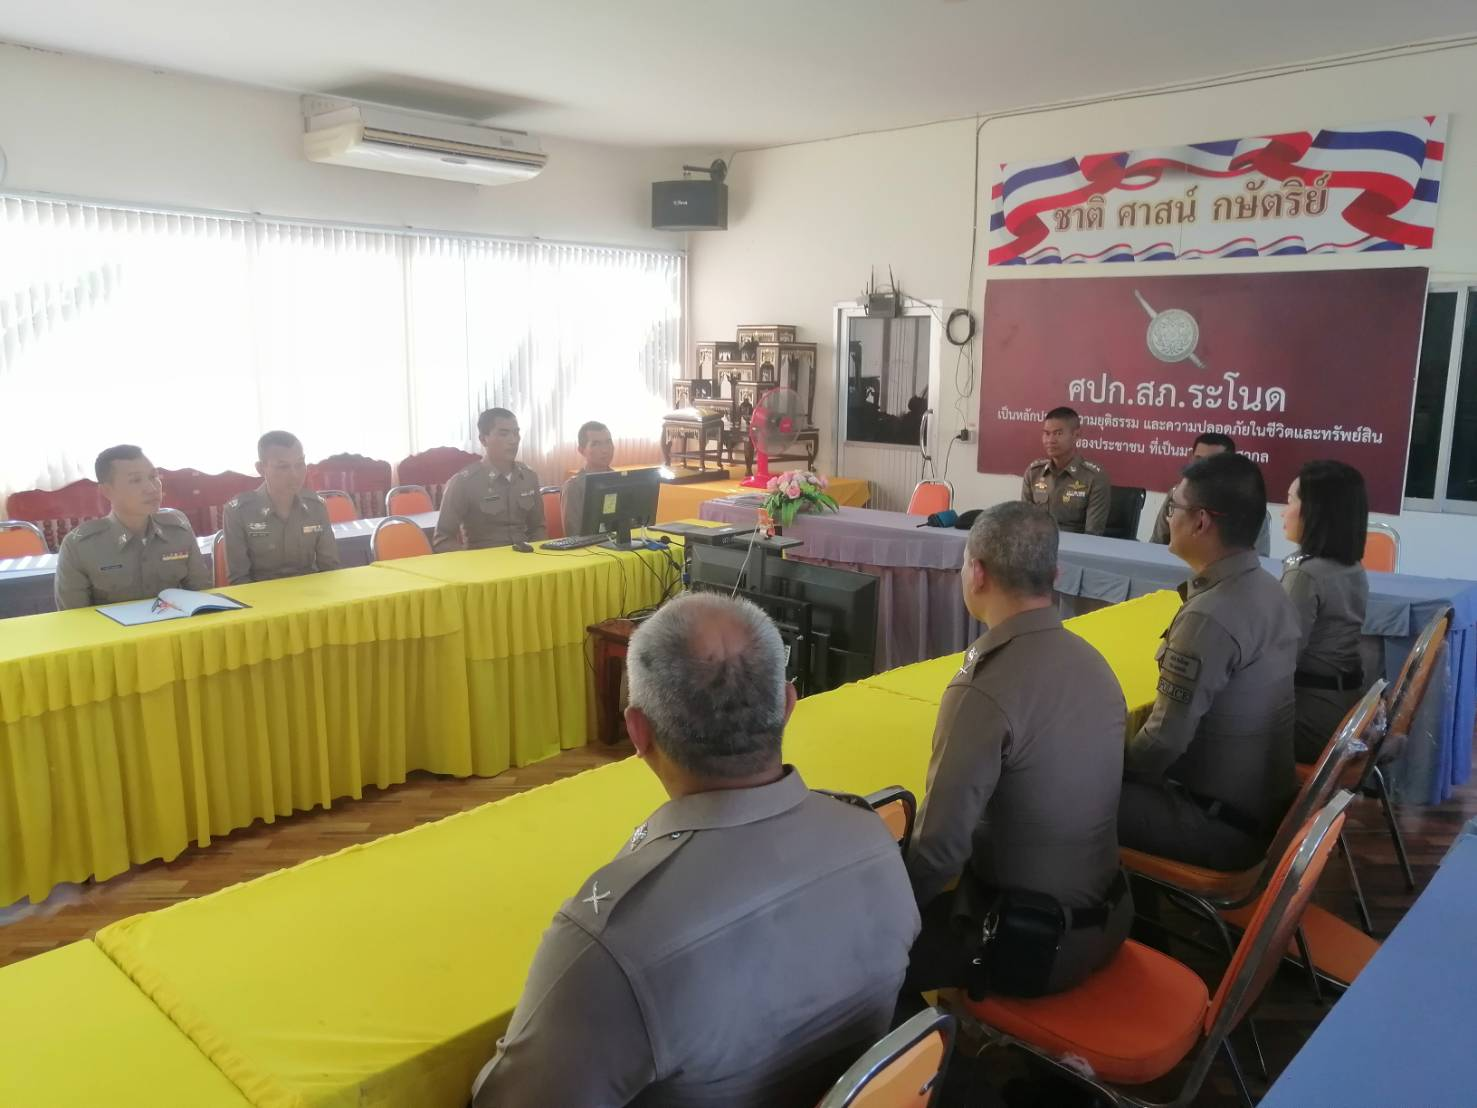 ชาติ ศาสน์ กษัตริย์
ศปก.สภ.ระโนด
เป็นหลักป วามยุติธรรม และความปลอดภัยในชีวิตและทรัพย์สิน
ของประชาชน ที่เป็นม กล
POLICE